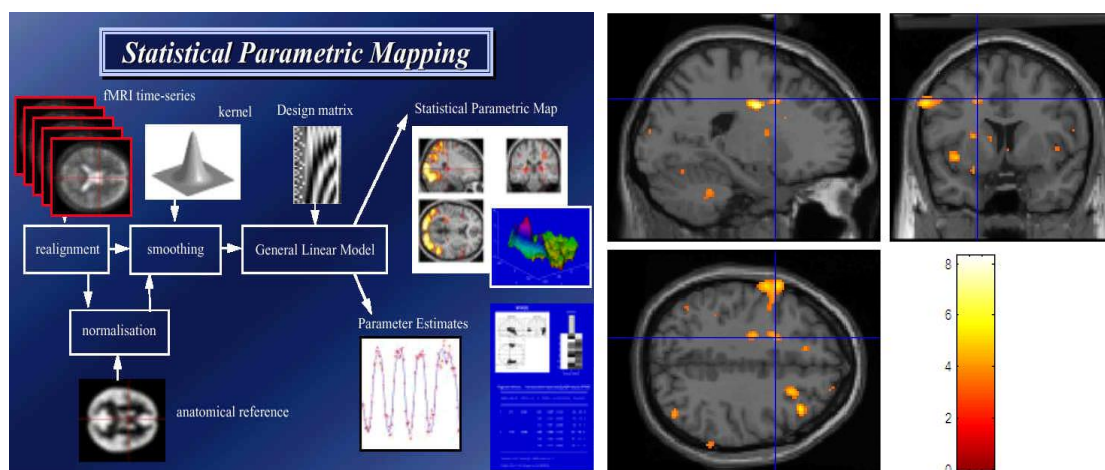 Statistical Parametric Mapping
fMRI time-series
kernel
Design matrix
Statistical Parametric Map
realignment
smoothing
General Linear Model
normalisation
Parameter Estimates
anatomical reference
8
6
4
2
0